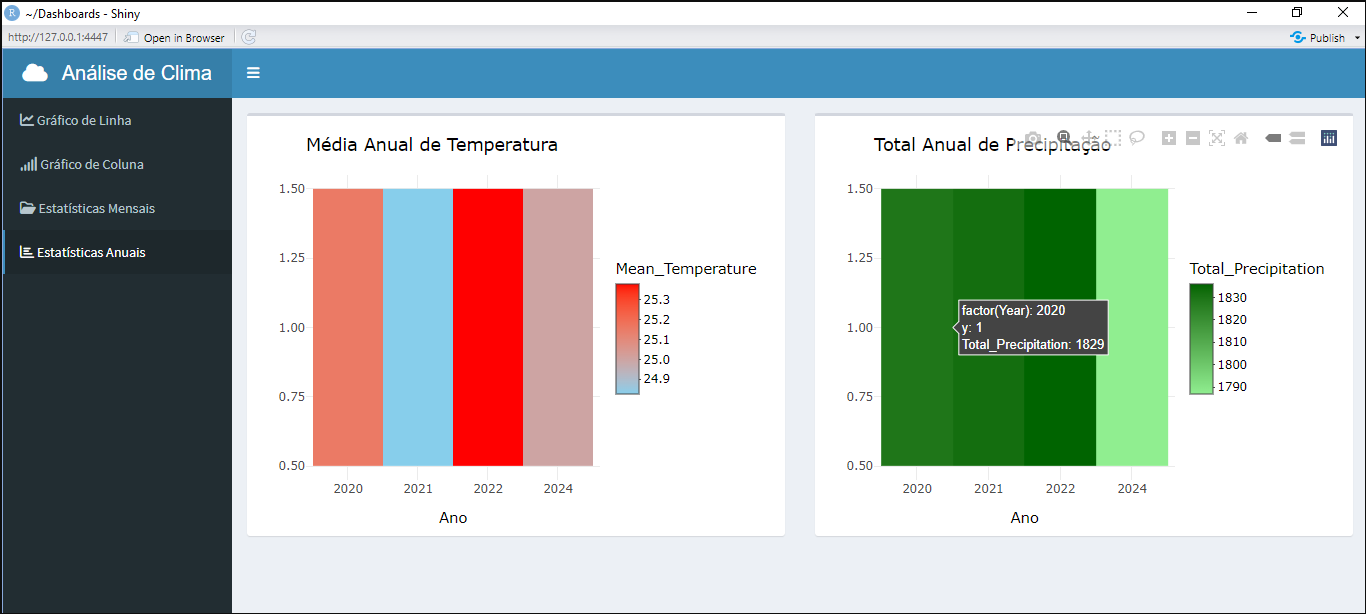 R ~/Dashboards - Shiny
http://127.0.0.1:4447 Open in Browser Publish
Análise de Clima
Gráfico de Linha
Gráfico de Coluna
Estatísticas Mensais
Estatísticas Anuais
Média Anual de Temperatura
1.50
1.25
1.00
0.75
0.50
2020 2021 2022 2024
Ano
Mean_Temperature
25.3
25.2
25.1
25.0
24.9
Total Anual de Precipitação
1.50
1.25
1.00
0.75
0.50
factor(Year): 2020
y: 1
Total_Precipitation: 1829
2020 2021 2022 2024
Ano
Total_Precipitation
1830
1820
1810
1800
1790